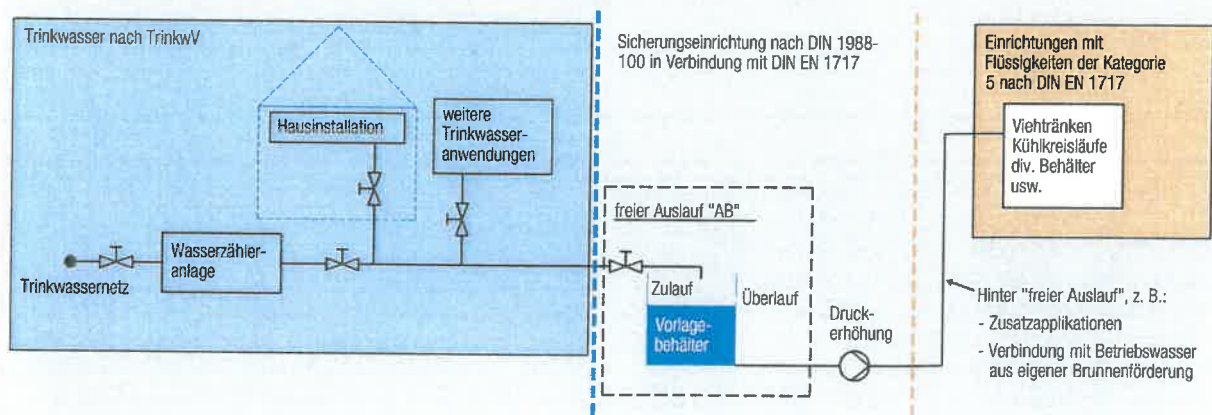 Trinkwasser nach TrinkwV
Hausinstallation
weitere
Trinkwasser-
anwendungen
Wasserzähler-
anlage
Trinkwassernetz
Sicherungseinrichtung nach DIN 1988-
100 in Verbindung mit DIN EN 1717
freier Auslauf "AB"
Zulauf
Überlauf
Vorlage-
behälter
Druck-
erhöhung
Einrichtungen mit
Flüssigkeiten der Kategorie
5 nach DIN EN 1717
Viehtränken
Kühlkreisläufe
div. Behälter
usw.
Hinter "freier Auslauf", z. B.:
- Zusatzapplikationen
- Verbindung mit Betriebswasser
aus eigener Brunnenförderung